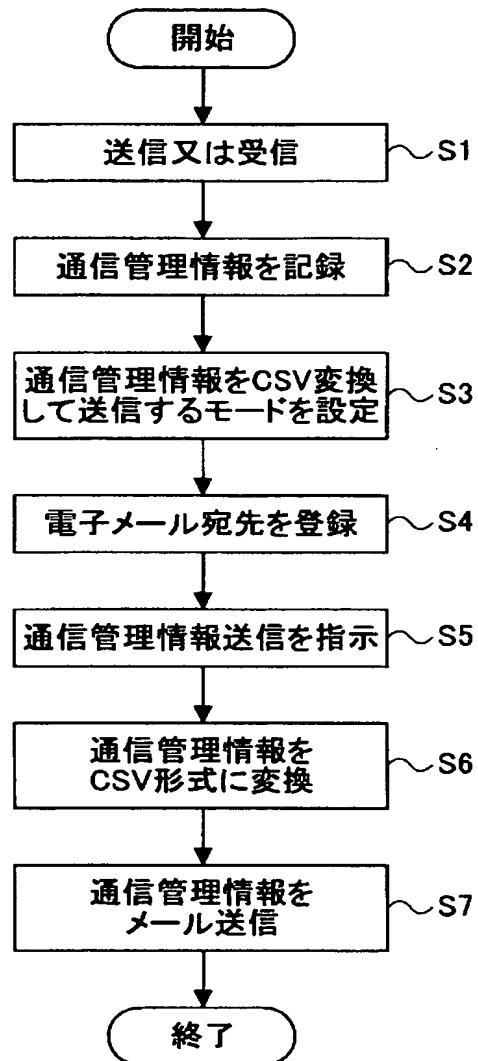 開始
送信又は受信
S1
通信管理情報を記録
S2
通信管理情報をCSV変換
して送信するモードを設定
S3
電子メール宛先を登録
S4
通信管理情報送信を指示
S5
通信管理情報を
CSV形式に変換
S6
通信管理情報を
メール送信
S7
終了